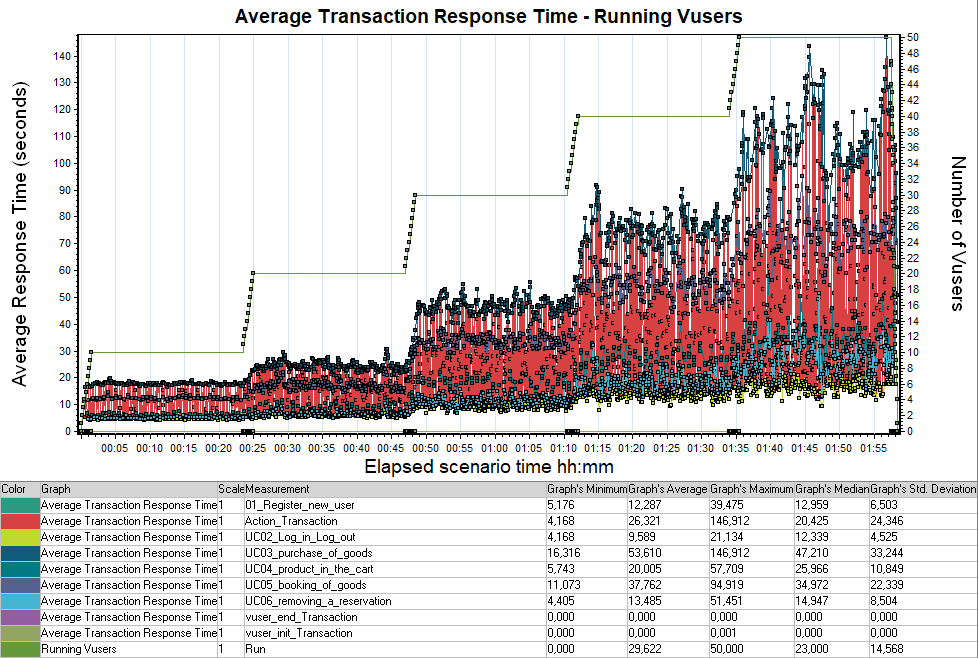 Average Transaction Response Time - Running Vusers
Average Response Time (seconds)
140
130
120
110
100
90
80
70
60
50
40
30
20
10
0
50
48
46
44
42
40
38
36
34
32
30
28
26
24
22
20
18
16
14
12
10
8
6
4
2
0
Number of Vusers
00:05 00:10 00:15 00:20 00:25 00:30 00:35 00:40 00:45 00:50 00:55 01:00 01:05 01:10 01:15 01:20 01:25 01:30 01:35 01:40 01:45 01:50 01:55
Elapsed scenario time hh:mm
Color Graph Scale Measurement Graph's Minimum Graph's Average Graph's Maximum Graph's Median Graph's Std. Deviation
Average Transaction Response Time 1 01_Register_new_user 5,176 12,287 39,475 12,959 6,503
Average Transaction Response Time 1 Action_Transaction 4,168 26,321 146,912 20,425 24,346
Average Transaction Response Time 1 UC02_Log_in_Log_out 4,168 9,589 21,134 12,339 4,525
Average Transaction Response Time 1 UC03_purchase_of_goods 16,316 53,610 146,912 47,210 33,244
Average Transaction Response Time 1 UC04_product_in_the_cart 5,743 20,005 57,709 25,966 10,849
Average Transaction Response Time 1 UC05_booking_of_goods 11,073 37,762 94,919 34,972 22,339
Average Transaction Response Time 1 UC06_removing_a_reservation 4,405 13,485 51,451 14,947 8,504
Average Transaction Response Time 1 vuser_end_Transaction 0,000 0,000 0,000 0,000 0,000
Average Transaction Response Time 1 vuser_init_Transaction 0,000 0,000 0,001 0,000 0,000
Running Vusers 1 Run 0,000 29,622 50,000 23,000 14,568